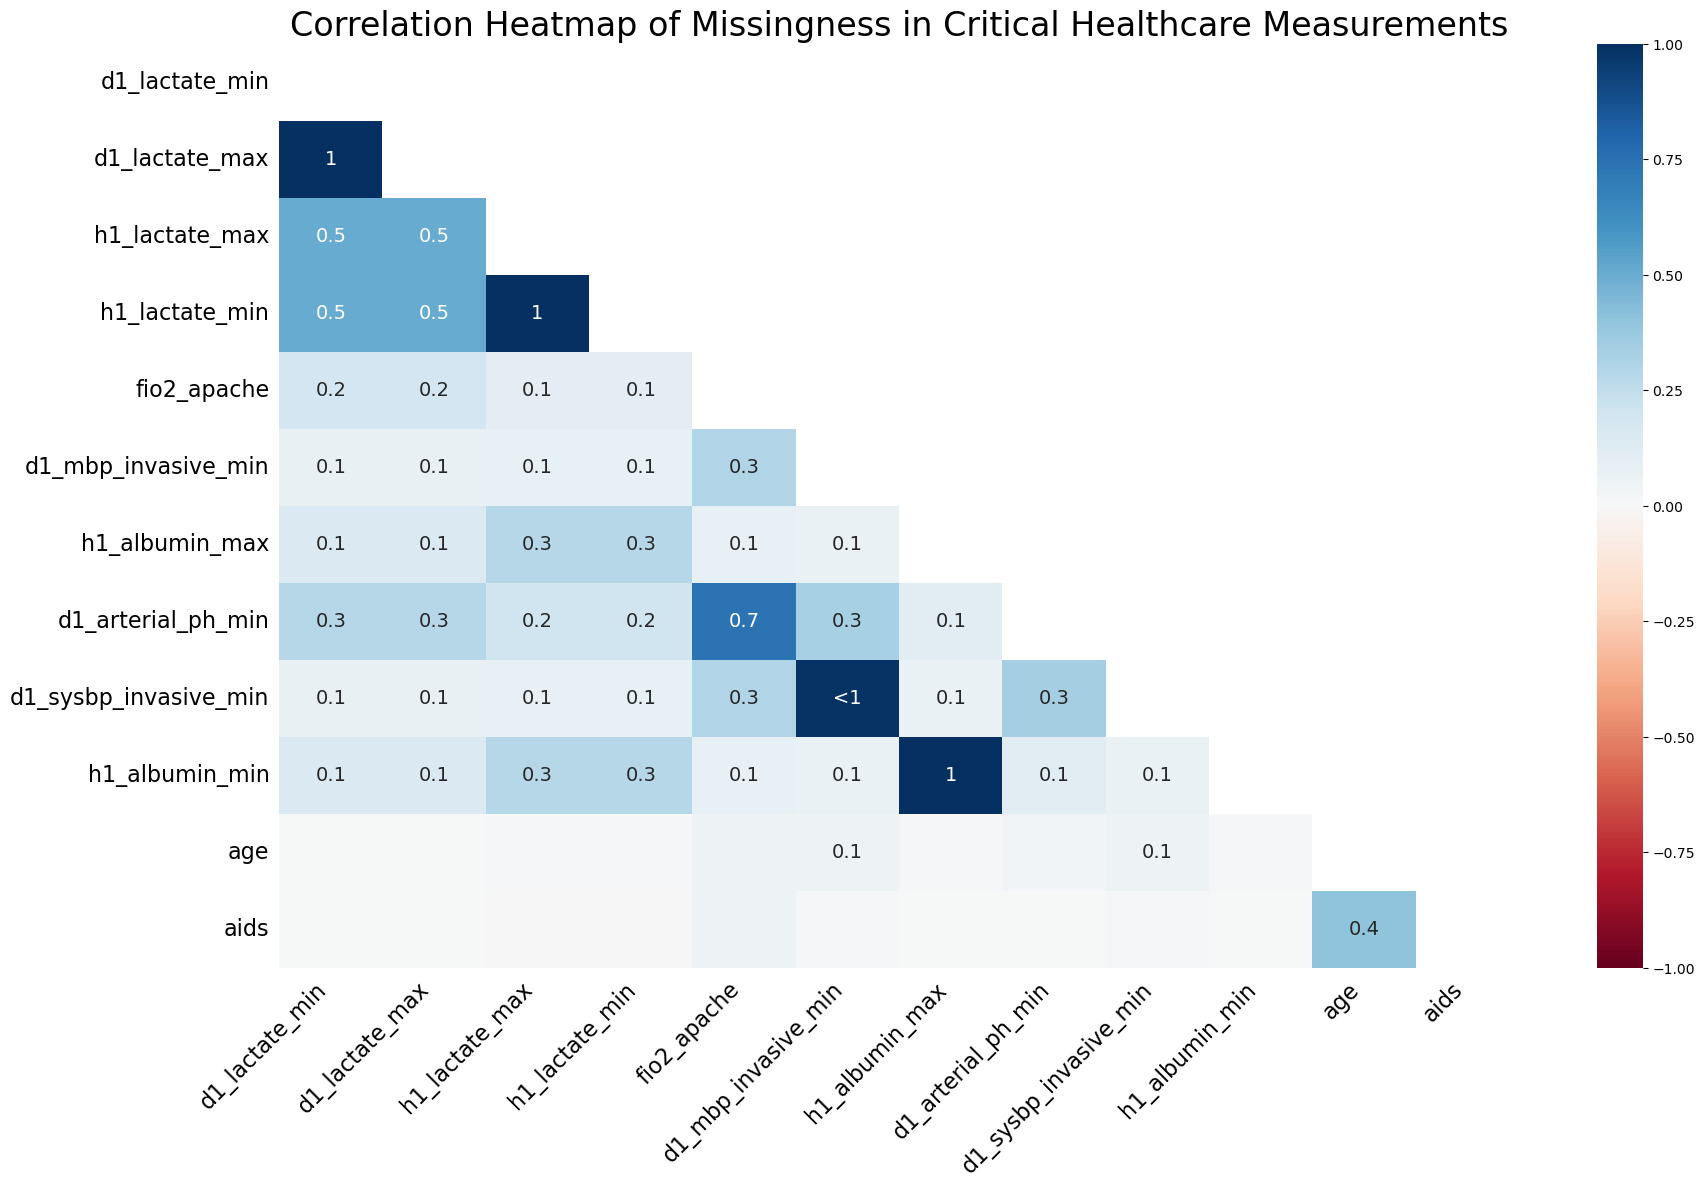 Correlation Heatmap of Missingness in Critical Healthcare Measurements
d1_lactate_min
d1_lactate_max 1
h1_lactate_max 0.5 0.5
h1_lactate_min 0.5 0.5 1
fio2_apache 0.2 0.2 0.1 0.1
d1_mbp_invasive_min 0.1 0.1 0.1 0.1 0.3
h1_albumin_max 0.1 0.1 0.3 0.3 0.1 0.1
d1_arterial_ph_min 0.3 0.3 0.2 0.2 0.7 0.3 0.1
d1_sysbp_invasive_min 0.1 0.1 0.1 0.1 0.3 <1 0.1 0.3
h1_albumin_min 0.1 0.1 0.3 0.3 0.1 0.1 1 0.1 0.1
age 0.1 0.1
aids 0.4
d1_lactate_min
d1_lactate_max
h1_lactate_max
h1_lactate_min
fio2_apache
d1_mbp_invasive_min
h1_albumin_max
d1_arterial_ph_min
d1_sysbp_invasive_min
h1_albumin_min
age
aids
1.00
0.75
0.50
0.25
0.00
−0.25
−0.50
−0.75
−1.00